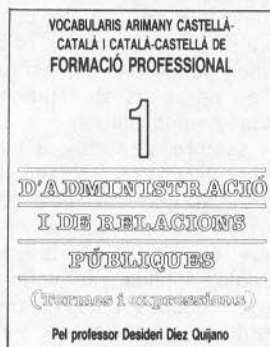 VOCABULARIS ARIMANY CASTELLÀ-
CATALÀ I CATALÀ-CASTELLÀ DE
FORMACIÓ PROFESSIONAL
1
D'ADMINISTRACIÓ
I DE RELACIONS
PÚBLIQUES
(Termes i expressions)
Pel professor Desideri Díez Quijano